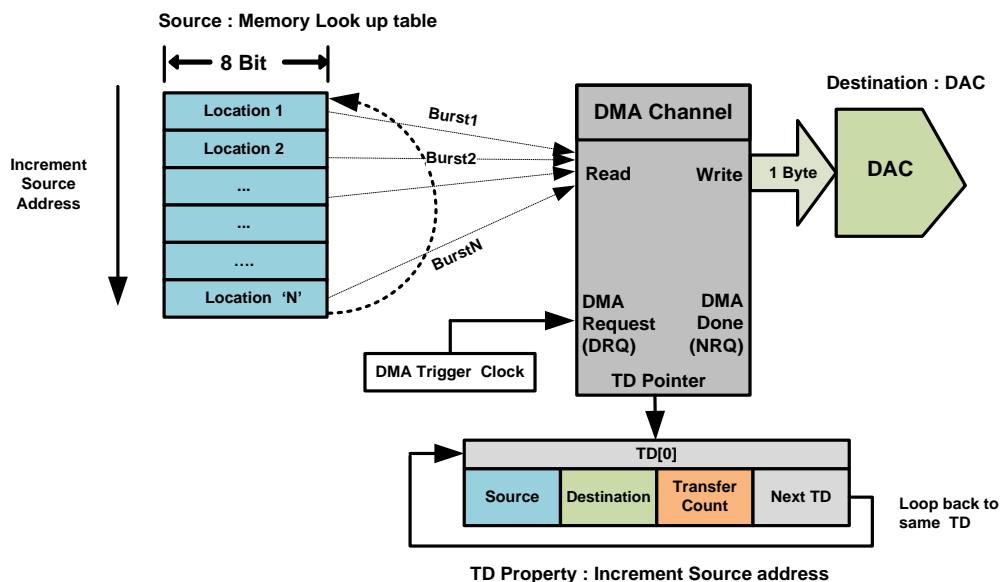 Source : Memory Look up table
8 Bit
Increment
Source
Address
Location 1
Location 2
...
...
....
Location ‘N’
Burst1
Burst2
BurstN
DMA Channel
Read
Write
DMA
Request
(DRQ)
DMA
Done
(NRQ)
TD Pointer
1 Byte
Destination : DAC
DAC
DMA Trigger Clock
TD[0]
Source
Destination
Transfer
Count
Next TD
Loop back to
same TD
TD Property : Increment Source address